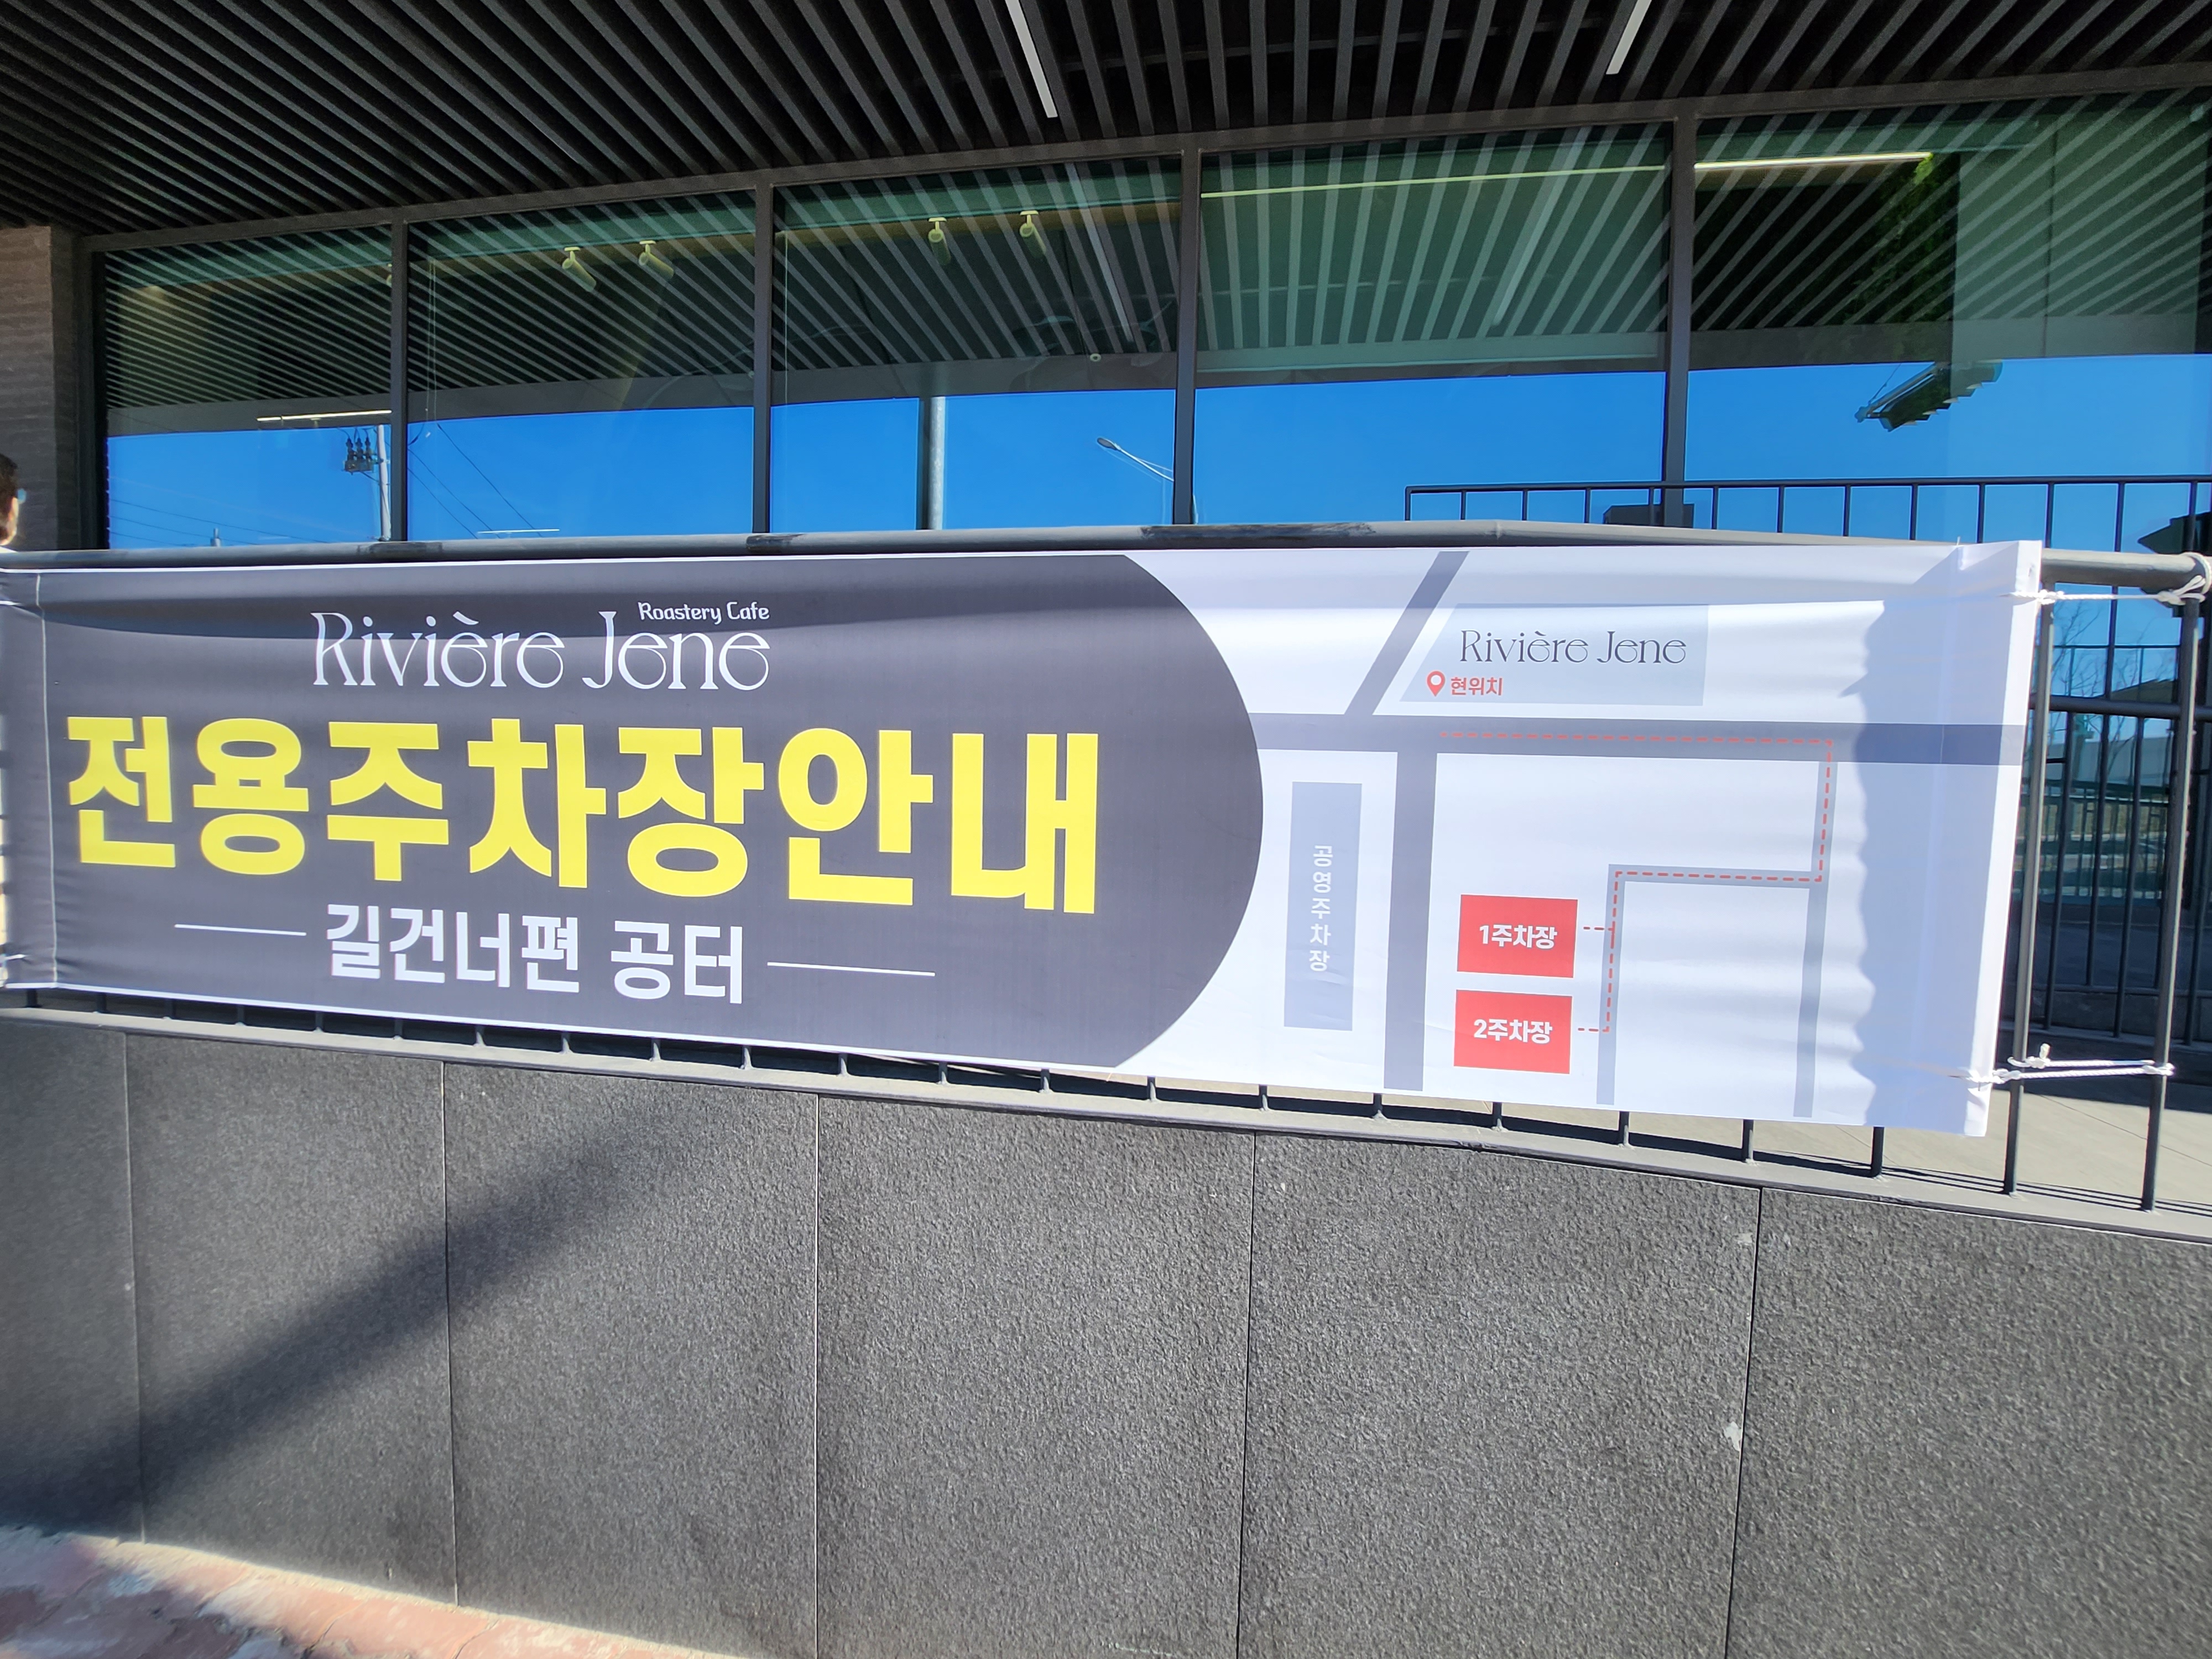 Roastery Cafe
Rivière Jene
전용주차장안내
길건너편 공터
Rivière Jene
현위치
공영주차장
1주차장
2주차장